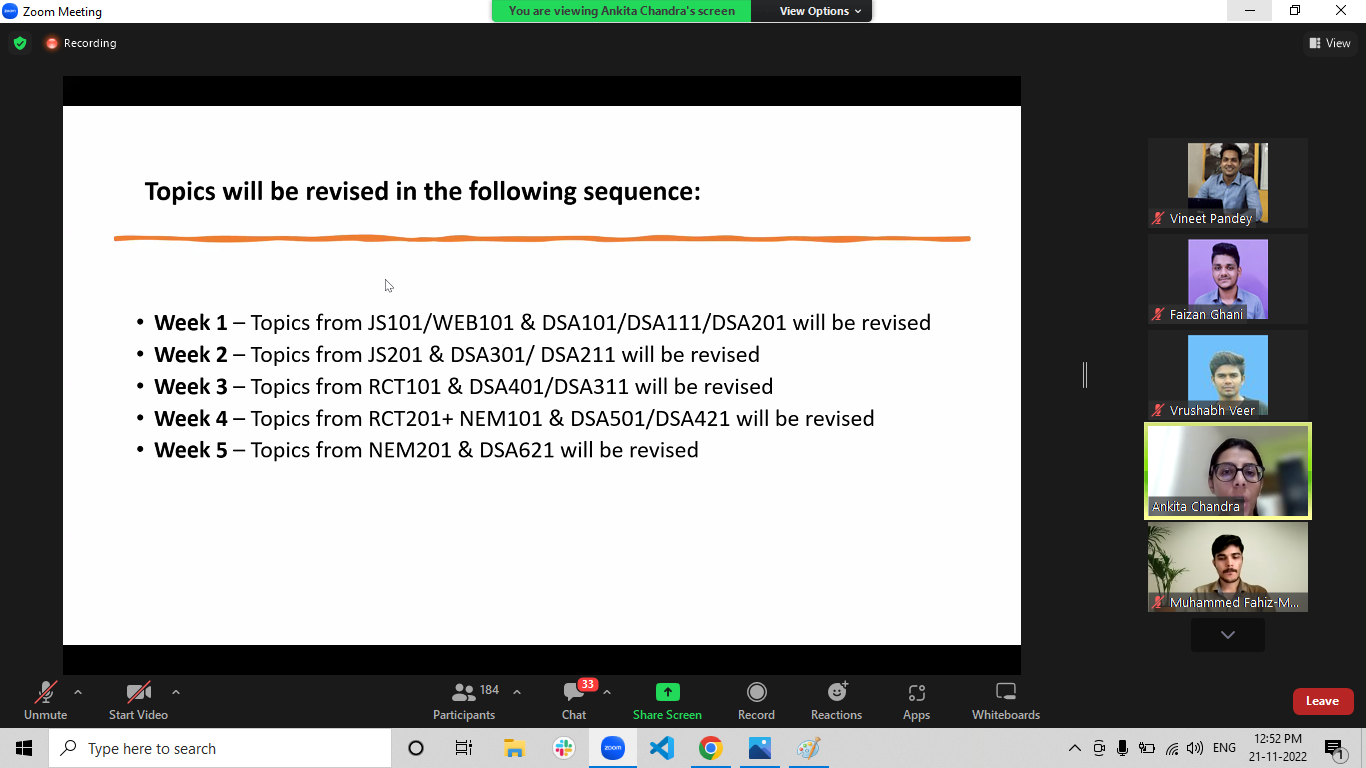 Zoom Meeting
You are viewing Ankita Chandra's screen
View Options
Recording
View
Topics will be revised in the following sequence:
• Week 1 – Topics from JS101/WEB101 & DSA101/DSA111/DSA201 will be revised
• Week 2 – Topics from JS201 & DSA301/ DSA211 will be revised
• Week 3 – Topics from RCT101 & DSA401/DSA311 will be revised
• Week 4 – Topics from RCT201+ NEM101 & DSA501/DSA421 will be revised
• Week 5 – Topics from NEM201 & DSA621 will be revised
Vineet Pandey
Faizan Ghani
Vrushabh Veer
Ankita Chandra
Muhammed Fahiz-M...
Unmute
Start Video
184
Participants
33
Chat
Share Screen
Record
Reactions
Apps
Whiteboards
Leave
Type here to search
zoom
ENG
12:52 PM
21-11-2022
1